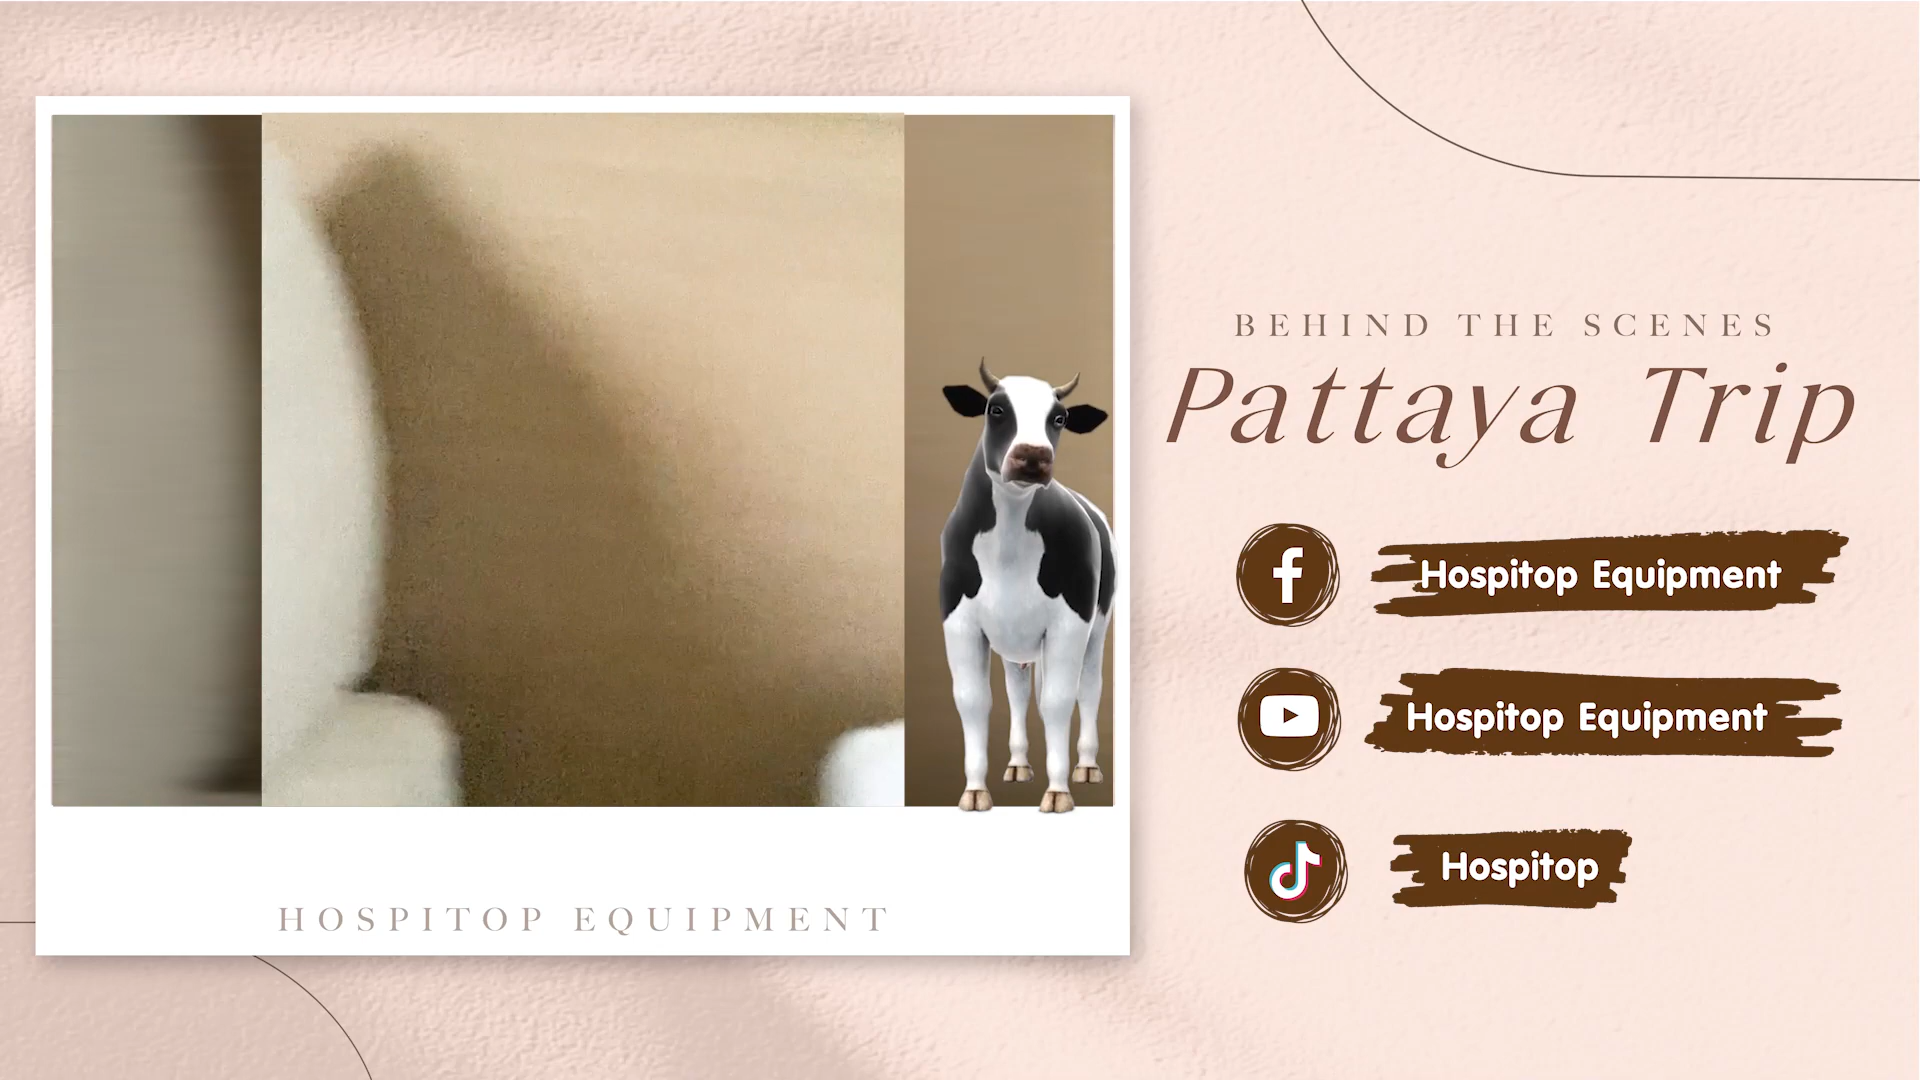 BEHIND THE SCENES
Pattaya Trip
Hospitop Equipment
Hospitop Equipment
Hospitop
HOSPITOP EQUIPMENT